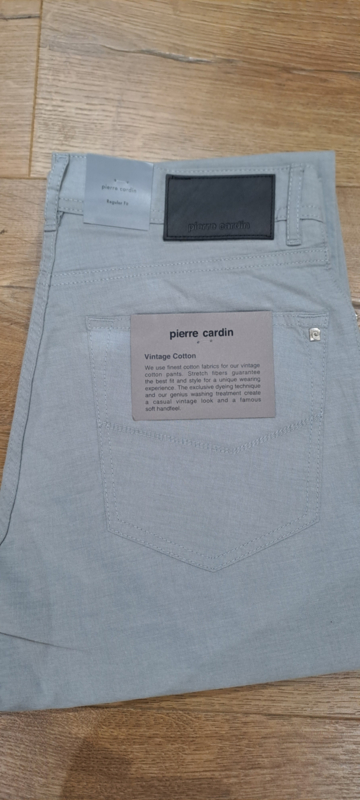 pierre cardin
Regular Fit
pierre cardin
pierre cardin
Vintage Cotton
We use finest cotton fabrics for our vintage
cotton pants. Stretch fibers guarantee
the best fit and style for a unique wearing
experience. The exclusive dyeing technique
and our genius washing treatment create
a casual vintage look and a famous
soft handfeel.